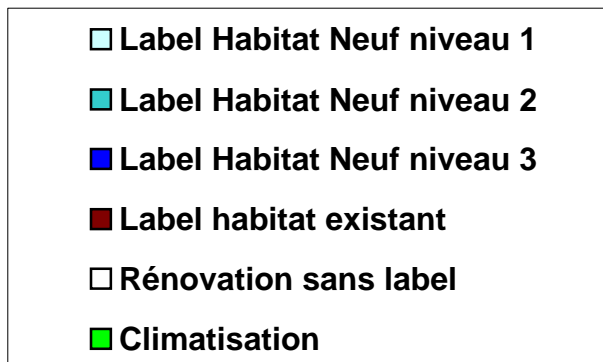 Label Habitat Neuf niveau 1
Label Habitat Neuf niveau 2
Label Habitat Neuf niveau 3
Label habitat existant
Rénovation sans label
Climatisation